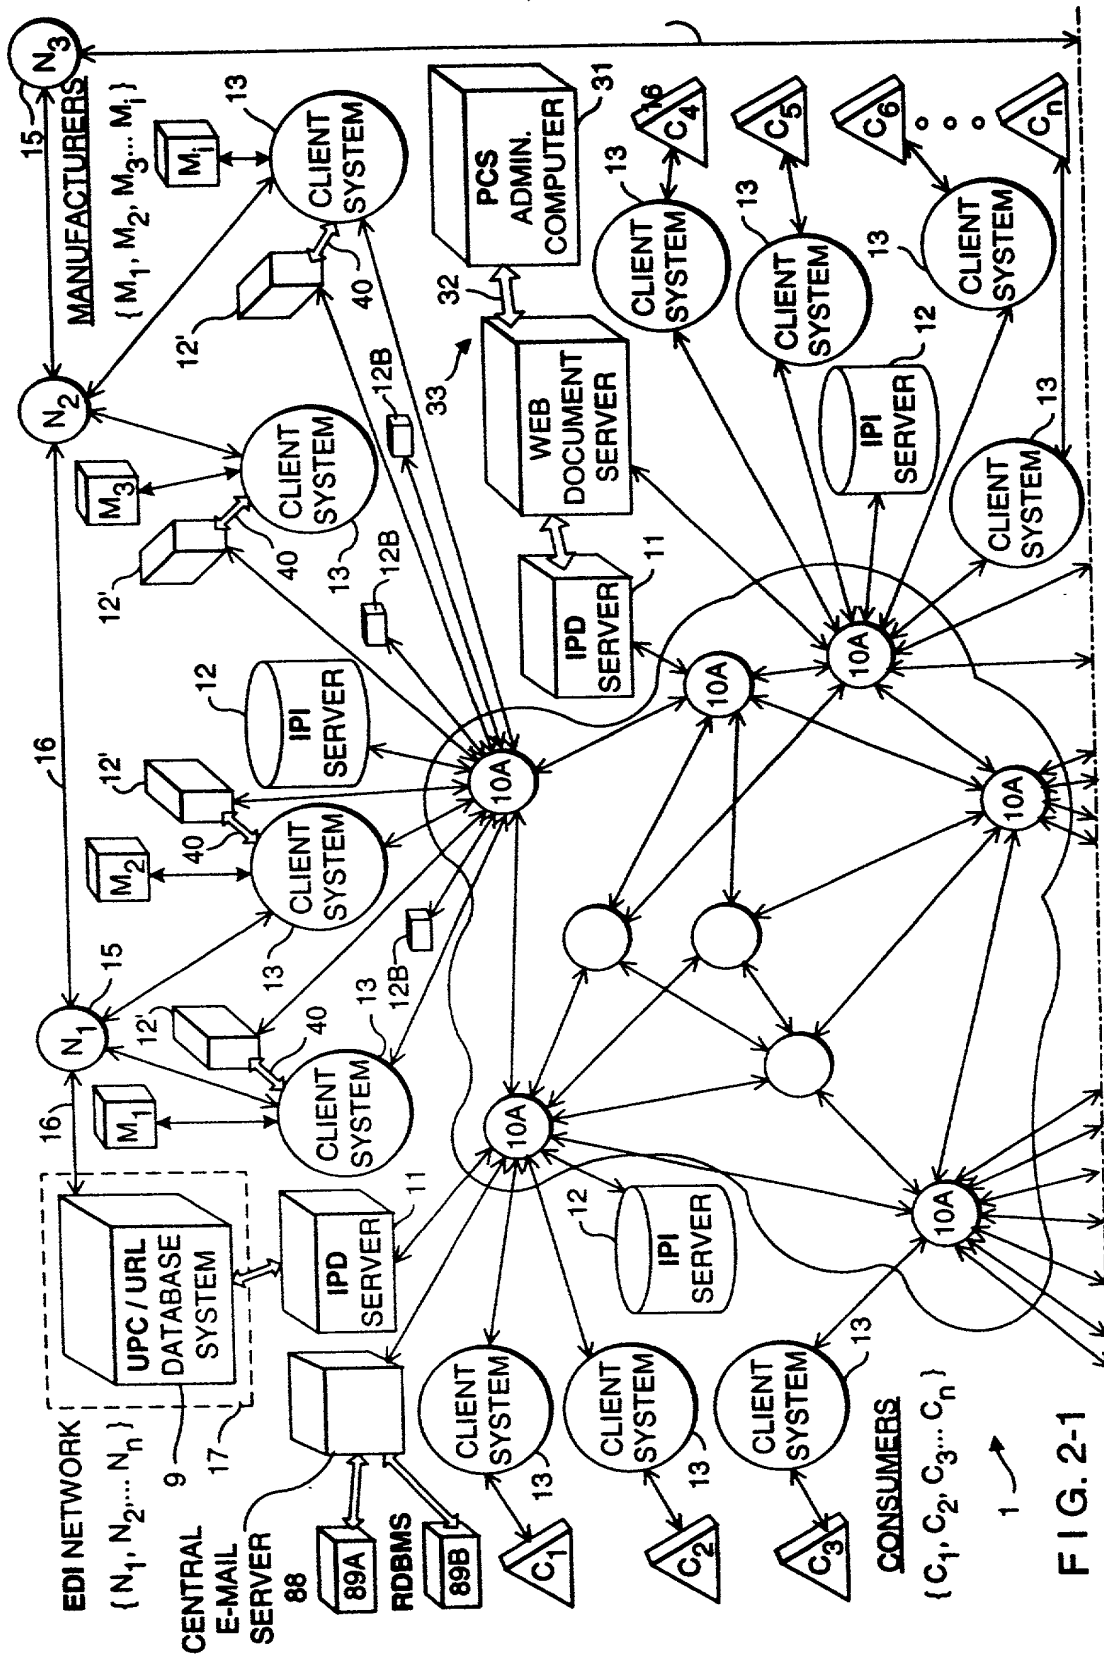 EDI NETWORK
{ N1, N2,... Nn }
9
17
UPC / URL
DATABASE
SYSTEM
16
N1
15
16
N2
15
N3
MANUFACTURERS
{ M1, M2, M3... Mi }
M1
12'
40
CLIENT
SYSTEM
13
M2
12'
40
CLIENT
SYSTEM
13
M3
12'
40
CLIENT
SYSTEM
13
Mi
12'
40
CLIENT
SYSTEM
13
CENTRAL
E-MAIL
SERVER
88
89A
RDBMS
89B
IPD
SERVER
11
12
IPI
SERVER
12B
12B
12B
C1
CLIENT
SYSTEM
13
10A
10A
33
32
IPD
SERVER
11
WEB
DOCUMENT
SERVER
PCS
ADMIN.
COMPUTER
31
C2
CLIENT
SYSTEM
13
12
IPI
SERVER
10A
CLIENT
SYSTEM
13
16
C4
C3
CLIENT
SYSTEM
13
10A
CLIENT
SYSTEM
13
C5
IPI
SERVER
12
CLIENT
SYSTEM
13
C6
CONSUMERS
{ C1, C2, C3... Cn }
10A
10A
CLIENT
SYSTEM
13
Cn
1
FIG. 2-1